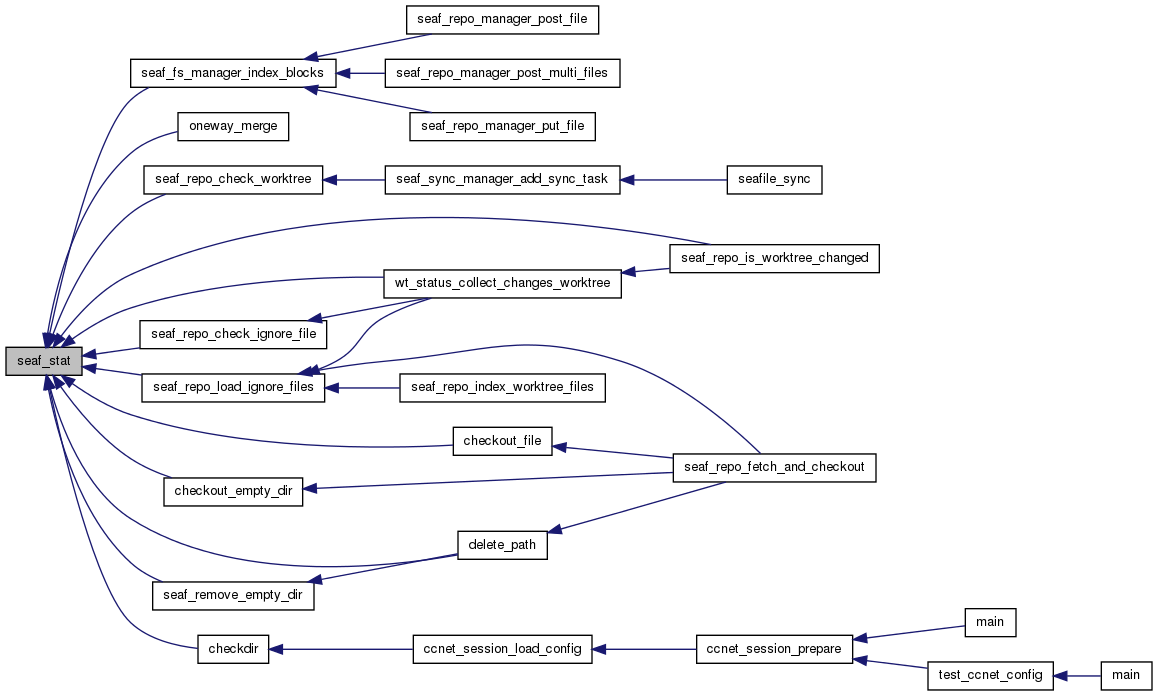 seaf_repo_manager_post_file
seaf_fs_manager_index_blocks
seaf_repo_manager_post_multi_files
seaf_repo_manager_put_file
oneway_merge
seaf_repo_check_worktree
seaf_sync_manager_add_sync_task
seafile_sync
seaf_repo_is_worktree_changed
wt_status_collect_changes_worktree
seaf_repo_check_ignore_file
seaf_stat
seaf_repo_load_ignore_files
seaf_repo_index_worktree_files
checkout_file
seaf_repo_fetch_and_checkout
checkout_empty_dir
delete_path
seaf_remove_empty_dir
main
checkdir
ccnet_session_load_config
ccnet_session_prepare
test_ccnet_config
main